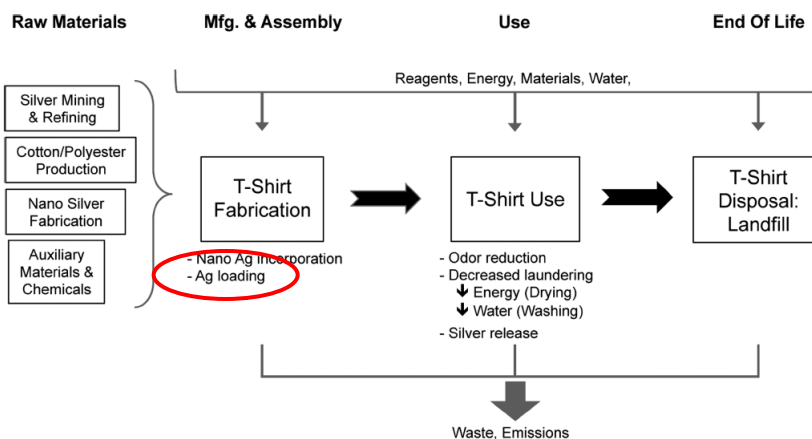 Raw Materials
Mfg. & Assembly
Use
End Of Life
Reagents, Energy, Materials, Water,
Silver Mining
& Refining
Cotton/Polyester
Production
Nano Silver
Fabrication
Auxiliary
Materials &
Chemicals
T-Shirt
Fabrication
- Nano Ag incorporation
- Ag loading
T-Shirt Use
- Odor reduction
- Decreased laundering
Energy (Drying)
Water (Washing)
- Silver release
T-Shirt
Disposal:
Landfill
Waste, Emissions